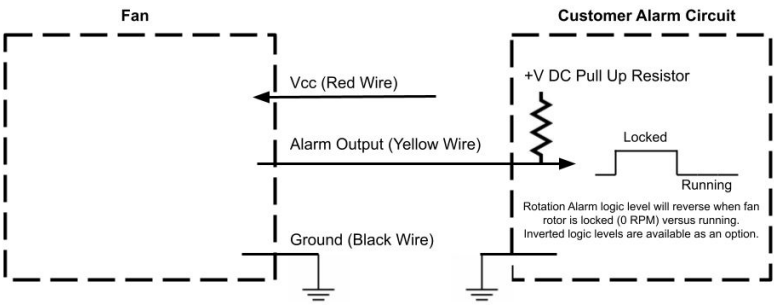 Fan
Customer Alarm Circuit
Vcc (Red Wire)
+V DC Pull Up Resistor
Alarm Output (Yellow Wire)
Locked
Running
Rotation Alarm logic level will reverse when fan
rotor is locked (0 RPM) versus running.
Inverted logic levels are available as an option.
Ground (Black Wire)